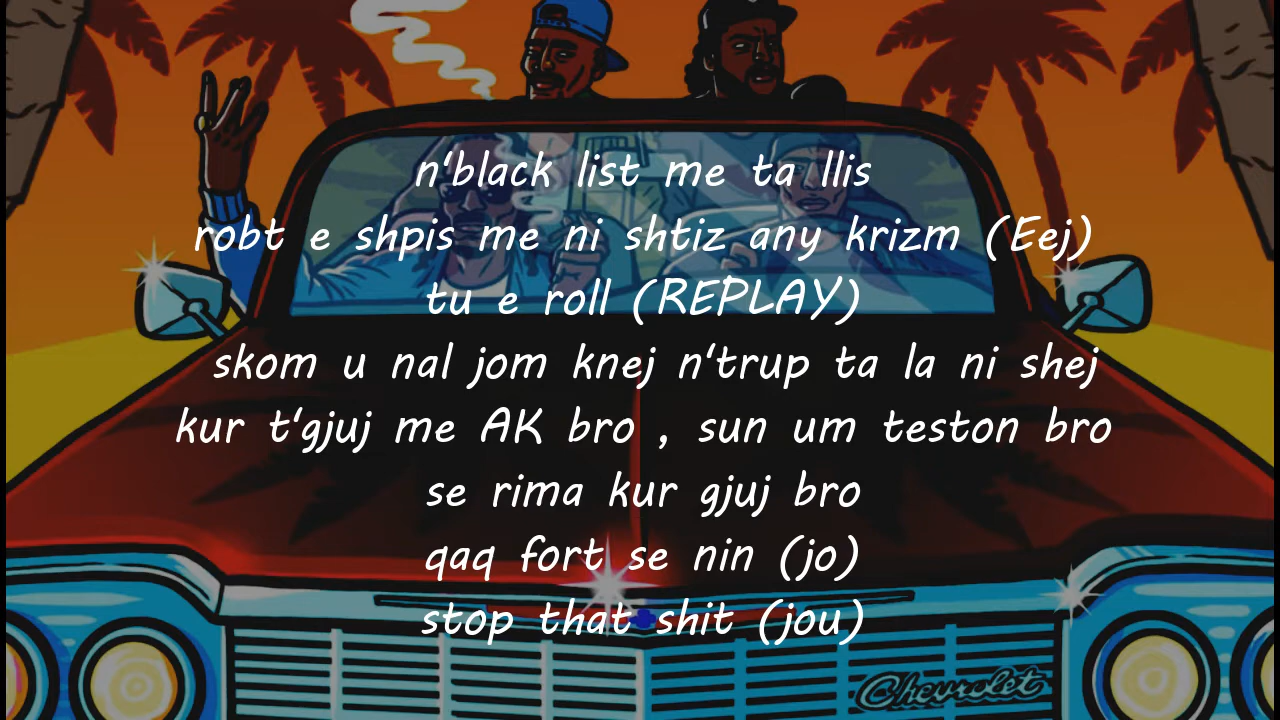 n'black list me ta llis
robt e shpis me ni shtiz any krizm (Eej)
tu e roll (REPLAY)
skom u nal jom knej n'trup ta la ni shej
kur t'gjuj me AK bro , sun um teston bro
se rima kur gjuj bro
qaq fort se nin (jo)
stop that shit (jou)
Chevrolet